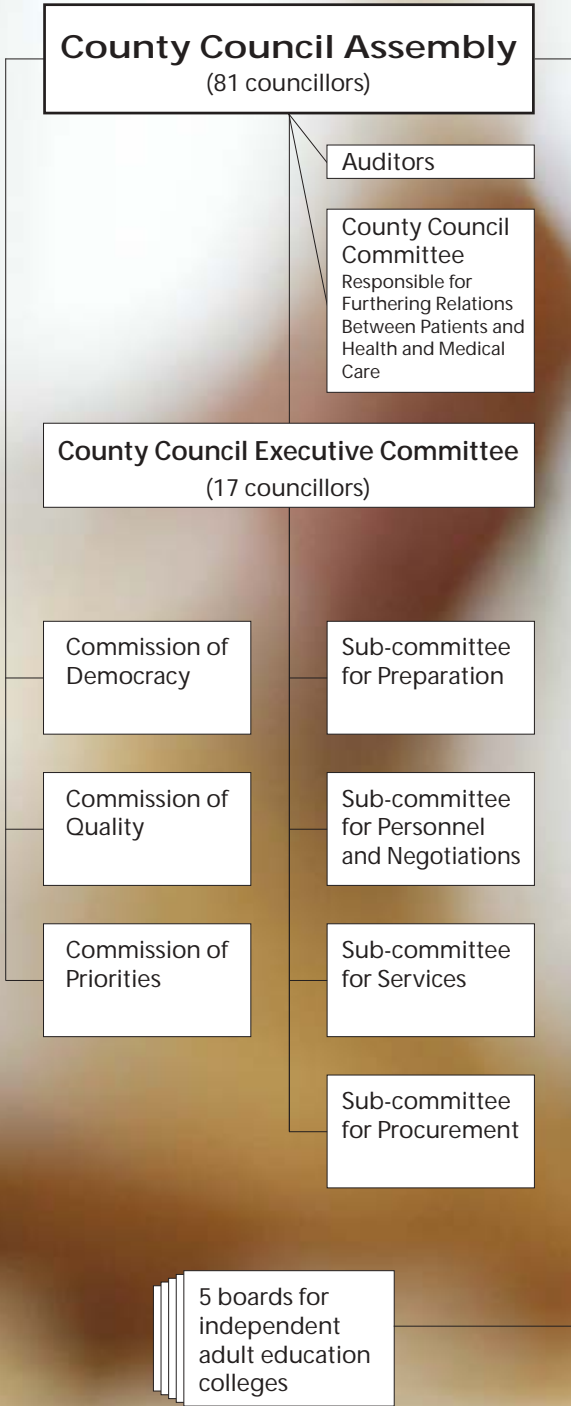 County Council Assembly
(81 councillors)
Auditors
County Council
Committee
Responsible for
Furthering Relations
Between Patients and
Health and Medical
Care
County Council Executive Committee
(17 councillors)
Commission of
Democracy
Sub-committee
for Preparation
Commission of
Quality
Sub-committee
for Personnel
and Negotiations
Commission of
Priorities
Sub-committee
for Services
Sub-committee
for Procurement
5 boards for
independent
adult education
colleges